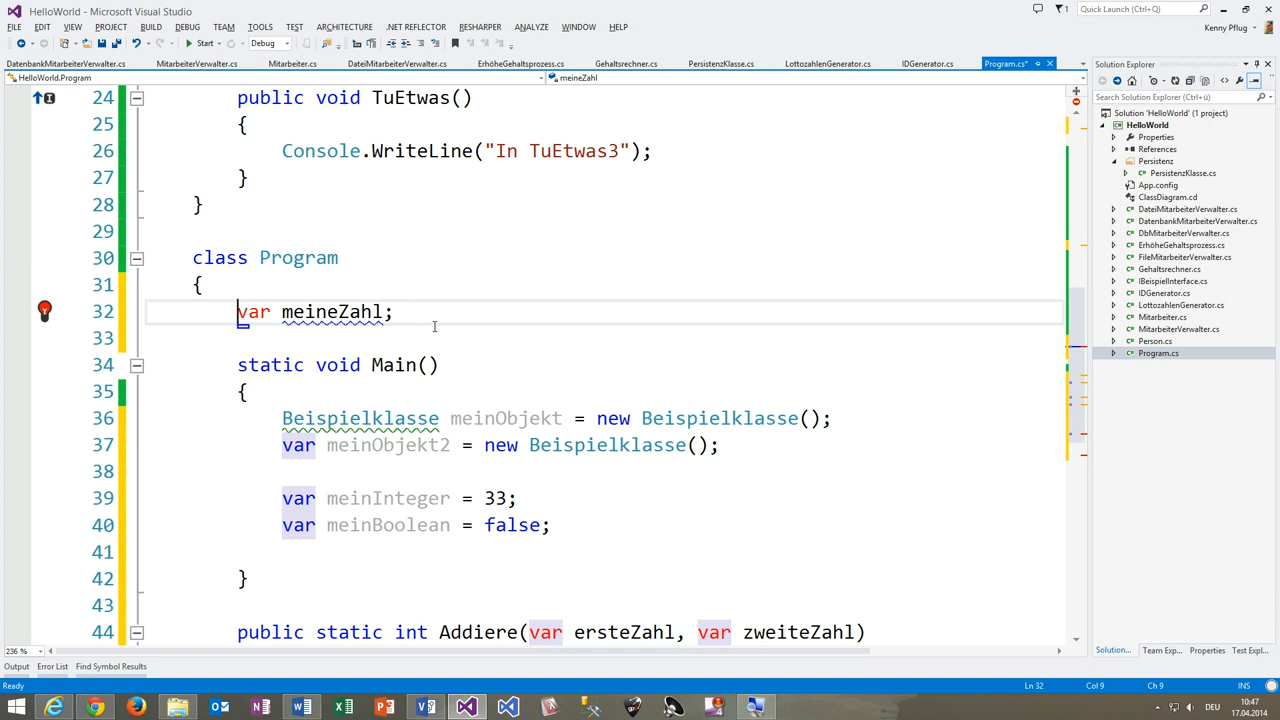 HelloWorld - Microsoft Visual Studio
1
Quick Launch (Ctrl+Q)
FILE EDIT VIEW PROJECT BUILD DEBUG TEAM TOOLS TEST ARCHITECTURE .NET REFLECTOR RESHARPER ANALYZE WINDOW HELP
Kenny Pflug
Start Debug
DatenbankMitarbeiterVerwalter.cs MitarbeiterVerwalter.cs Mitarbeiter.cs DateiMitarbeiterVerwalter.cs ErhöheGehaltsprozess.cs Gehaltsrechner.cs PersistenzKlasse.cs LottozahlenGenerator.cs IDGenerator.cs Program.cs*
HelloWorld.Program meineZahl
24 public void TuEtwas()
25 {
26 Console.WriteLine("In TuEtwas3");
27 }
28 }
29
30 class Program
31 {
32 var meineZahl;
33
34 static void Main()
35 {
36 Beispielklasse meinObjekt = new Beispielklasse();
37 var meinObjekt2 = new Beispielklasse();
38
39 var meinInteger = 33;
40 var meinBoolean = false;
41
42 }
43
44 public static int Addiere(var ersteZahl, var zweiteZahl)
236 %
Solution Explorer
Search Solution Explorer (Ctrl+ü)
Solution 'HelloWorld' (1 project)
HelloWorld
Properties
References
Persistenz
PersistenzKlasse.cs
App.config
ClassDiagram.cd
DateiMitarbeiterVerwalter.cs
DatenbankMitarbeiterVerwalter.cs
DbMitarbeiterVerwalter.cs
ErhöheGehaltsprozess.cs
FileMitarbeiterVerwalter.cs
Gehaltsrechner.cs
IBeispielInterface.cs
IDGenerator.cs
LottozahlenGenerator.cs
Mitarbeiter.cs
MitarbeiterVerwalter.cs
Person.cs
Program.cs
Solution... Team Exp... Properties Test Expl...
Output Error List Find Symbol Results
Ready Ln 32 Col 9 Ch 9 INS
DEU
10:47
17.04.2014